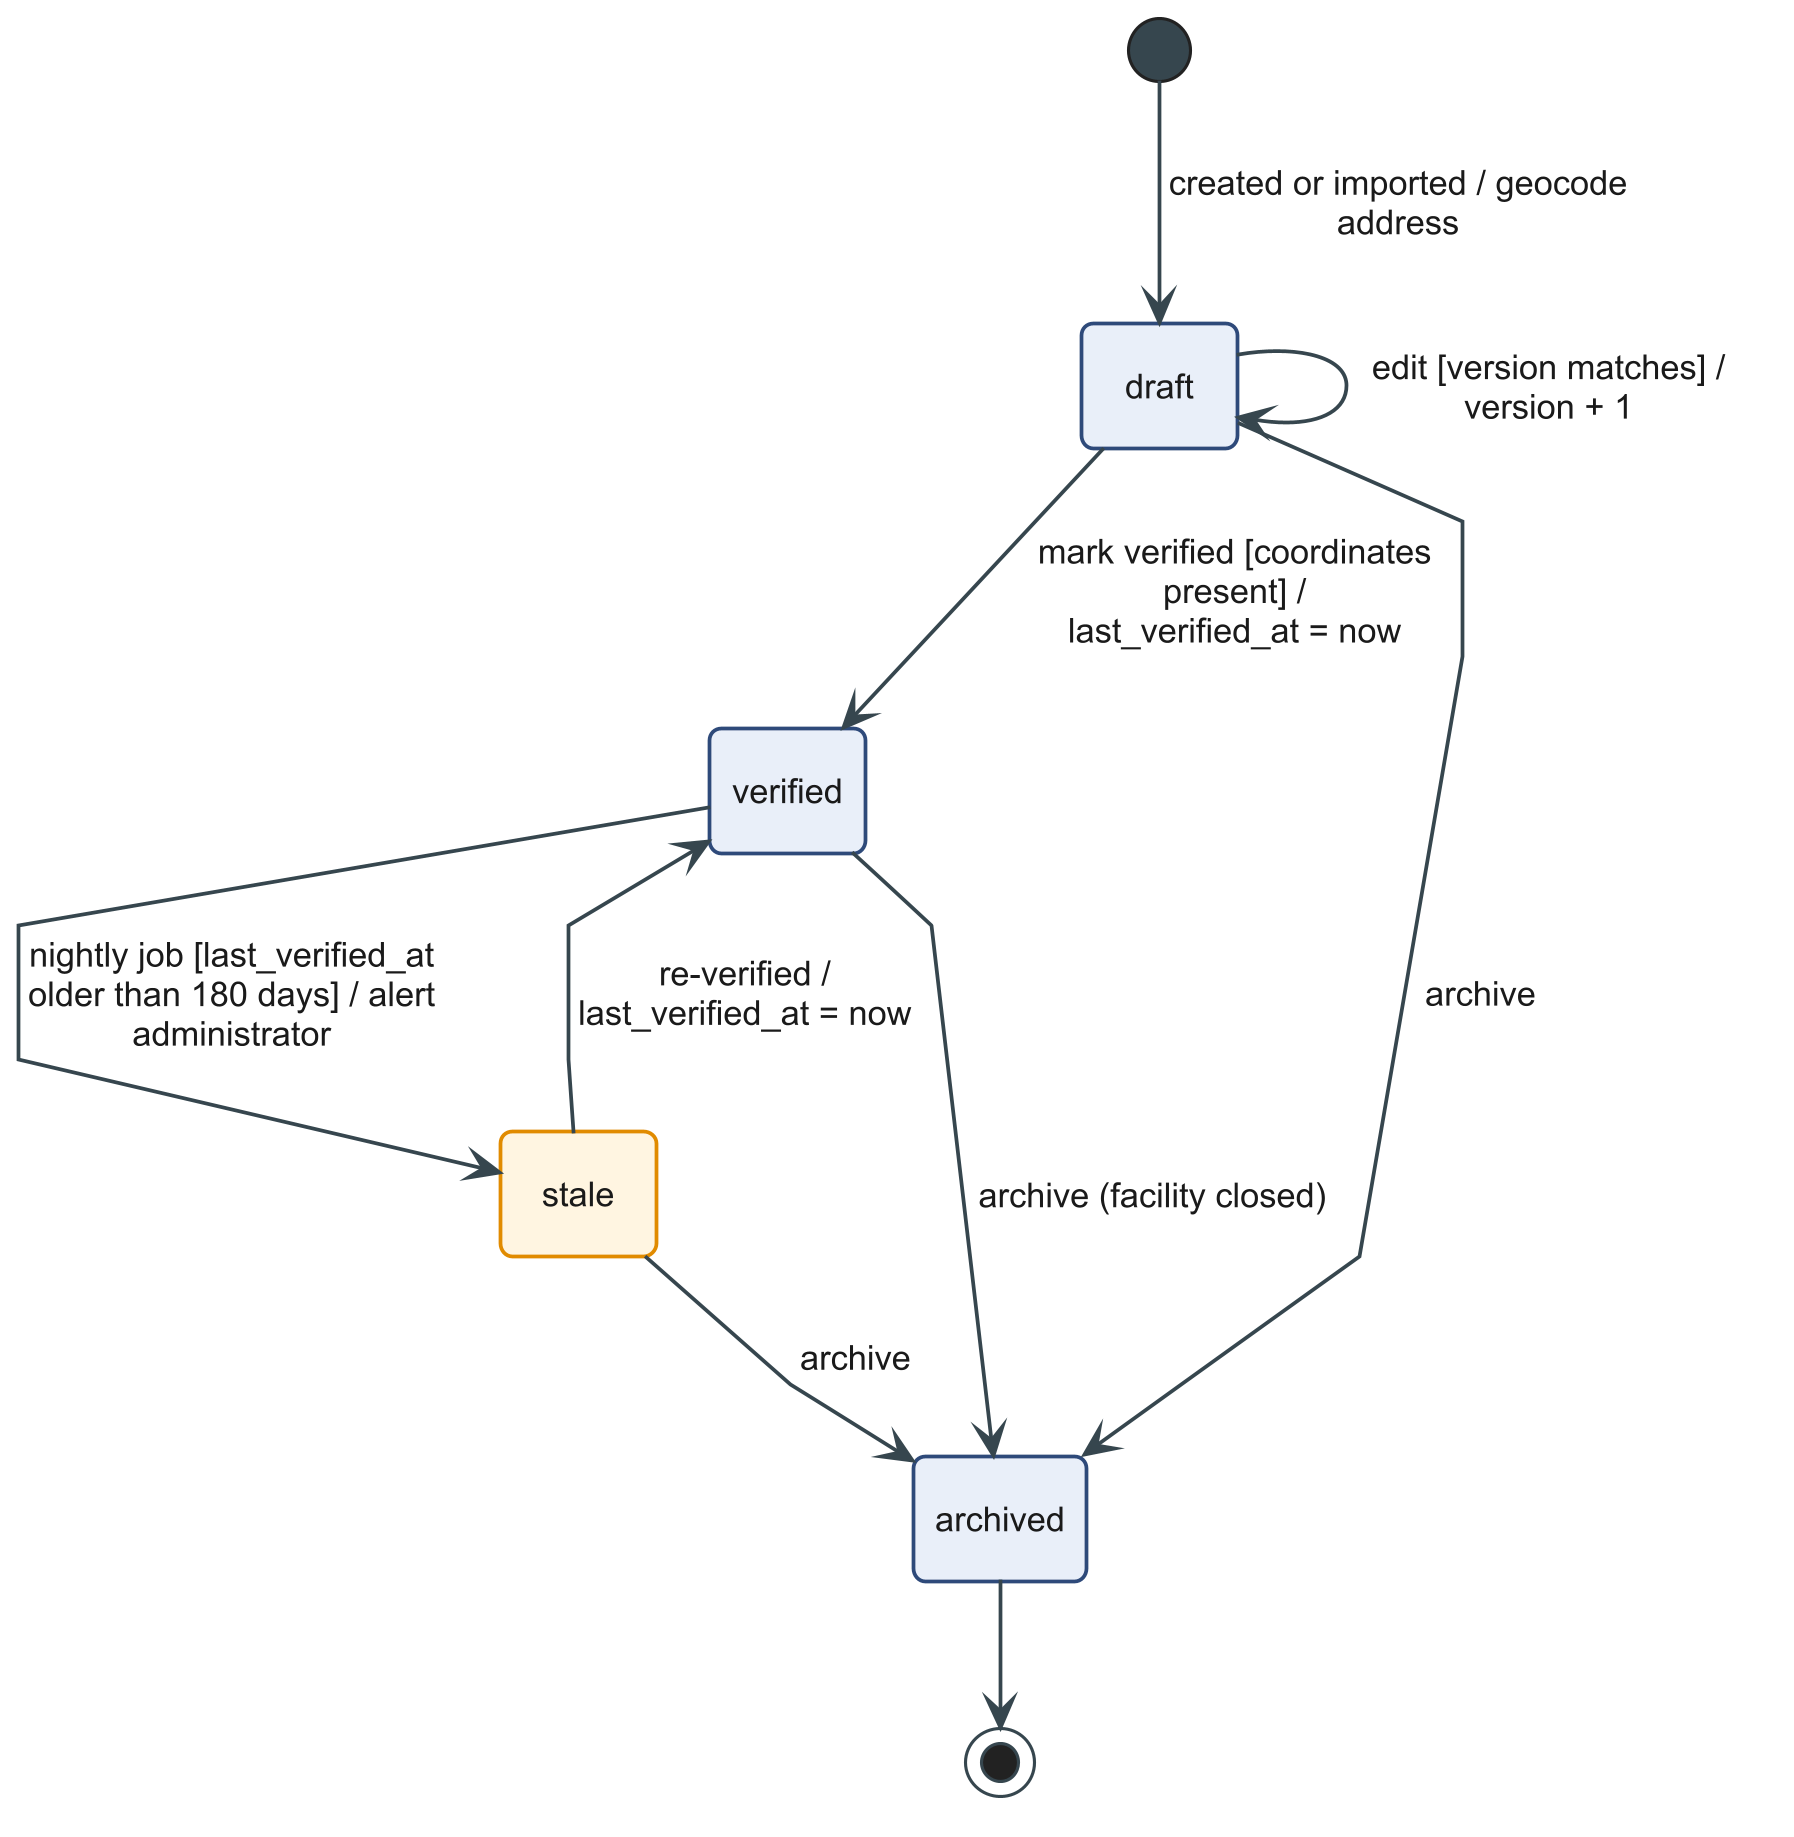 created or imported / geocode
address
draft
edit [version matches] /
version + 1
mark verified [coordinates
present] /
last_verified_at = now
verified
nightly job [last_verified_at
older than 180 days] / alert
administrator
re-verified /
last_verified_at = now
archive
stale
archive (facility closed)
archive
archived